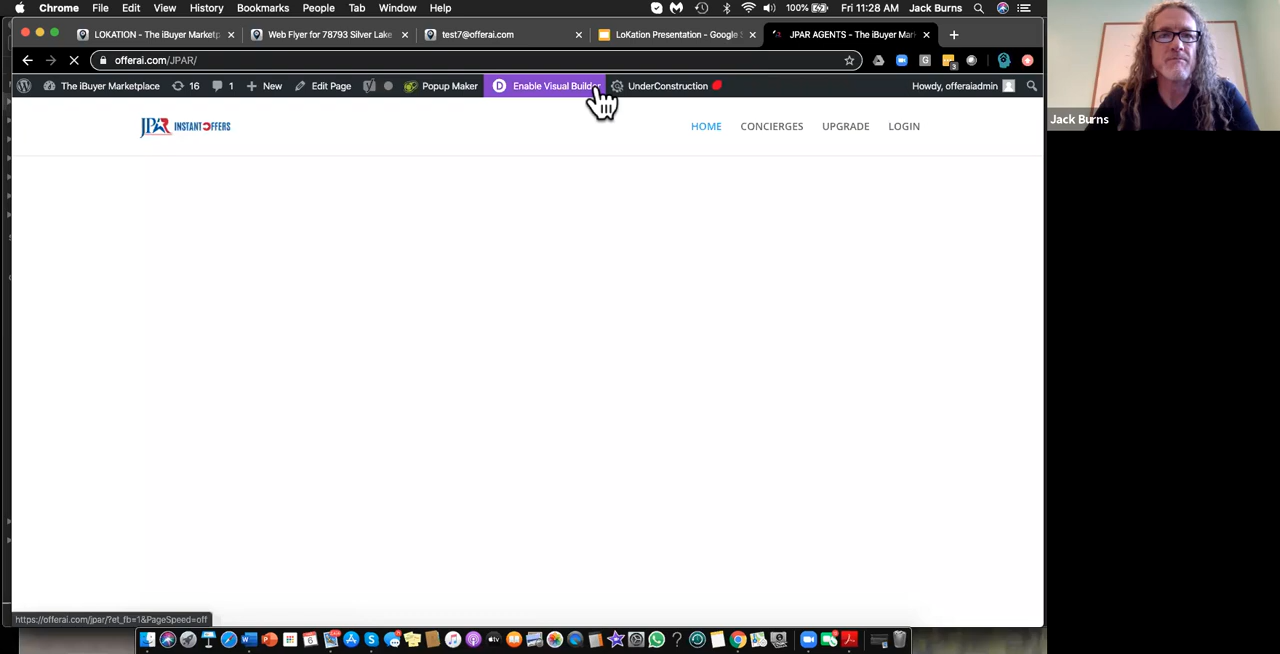 Chrome File Edit View History Bookmarks People Tab Window Help 100% Fri 11:28 AM Jack Burns
LOKATION - The iBuyer Marketp Web Flyer for 78793 Silver Lake test7@offerai.com LoKation Presentation - Google S JPAR AGENTS - The iBuyer Mar
offerai.com/JPAR/
The iBuyer Marketplace 16 1 New Edit Page Popup Maker Enable Visual Builder UnderConstruction Howdy, offeraiadmin
JPAR INSTANT OFFERS HOME CONCIERGES UPGRADE LOGIN
Jack Burns
https://offerai.com/jpar/?et_fb=1&PageSpeed=off